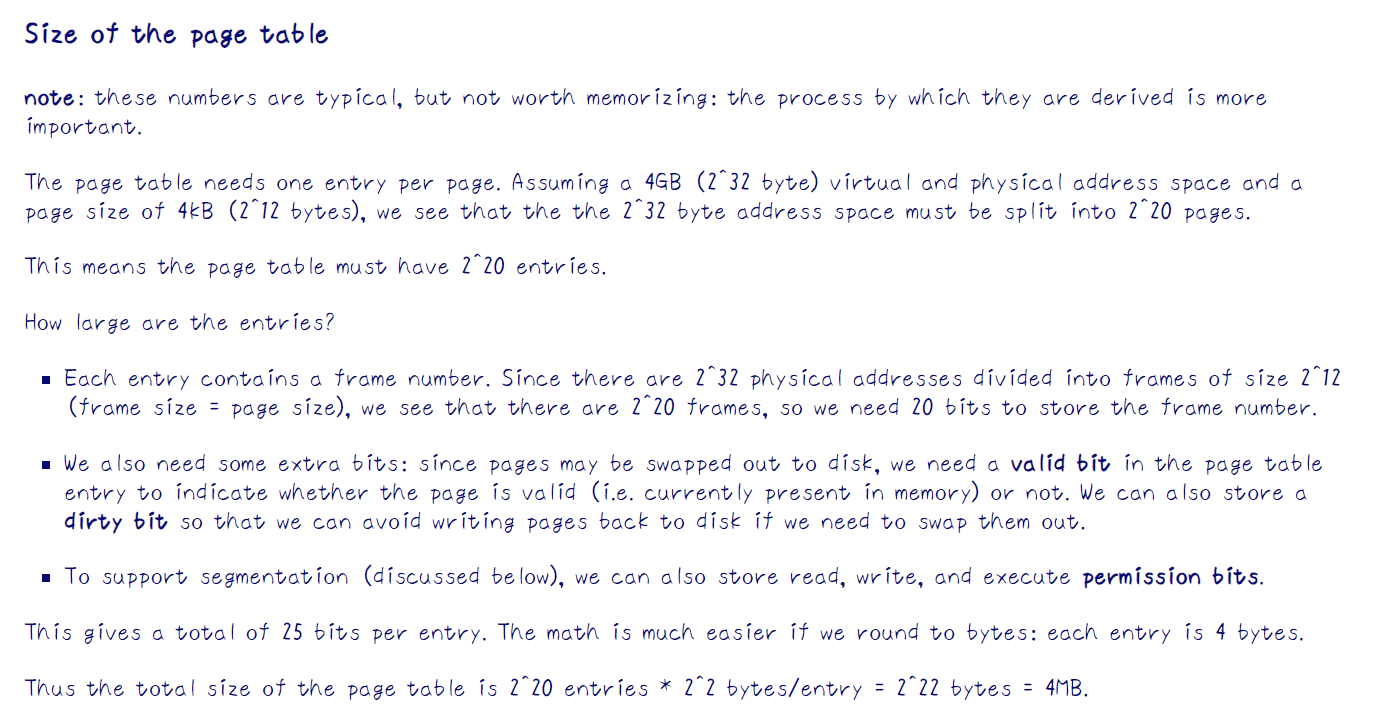 Size of the page table
note: these numbers are typical, but not worth memorizing: the process by which they are derived is more
important.
The page table needs one entry per page. Assuming a 4GB (2^32 byte) virtual and physical address space and a
page size of 4kB (2^12 bytes), we see that the the 2^32 byte address space must be split into 2^20 pages.
This means the page table must have 2^20 entries.
How large are the entries?
▪ Each entry contains a frame number. Since there are 2^32 physical addresses divided into frames of size 2^12
(frame size = page size), we see that there are 2^20 frames, so we need 20 bits to store the frame number.
▪ We also need some extra bits: since pages may be swapped out to disk, we need a valid bit in the page table
entry to indicate whether the page is valid (i.e. currently present in memory) or not. We can also store a
dirty bit so that we can avoid writing pages back to disk if we need to swap them out.
▪ To support segmentation (discussed below), we can also store read, write, and execute permission bits.
This gives a total of 25 bits per entry. The math is much easier if we round to bytes: each entry is 4 bytes.
Thus the total size of the page table is 2^20 entries * 2^2 bytes/entry = 2^22 bytes = 4MB.